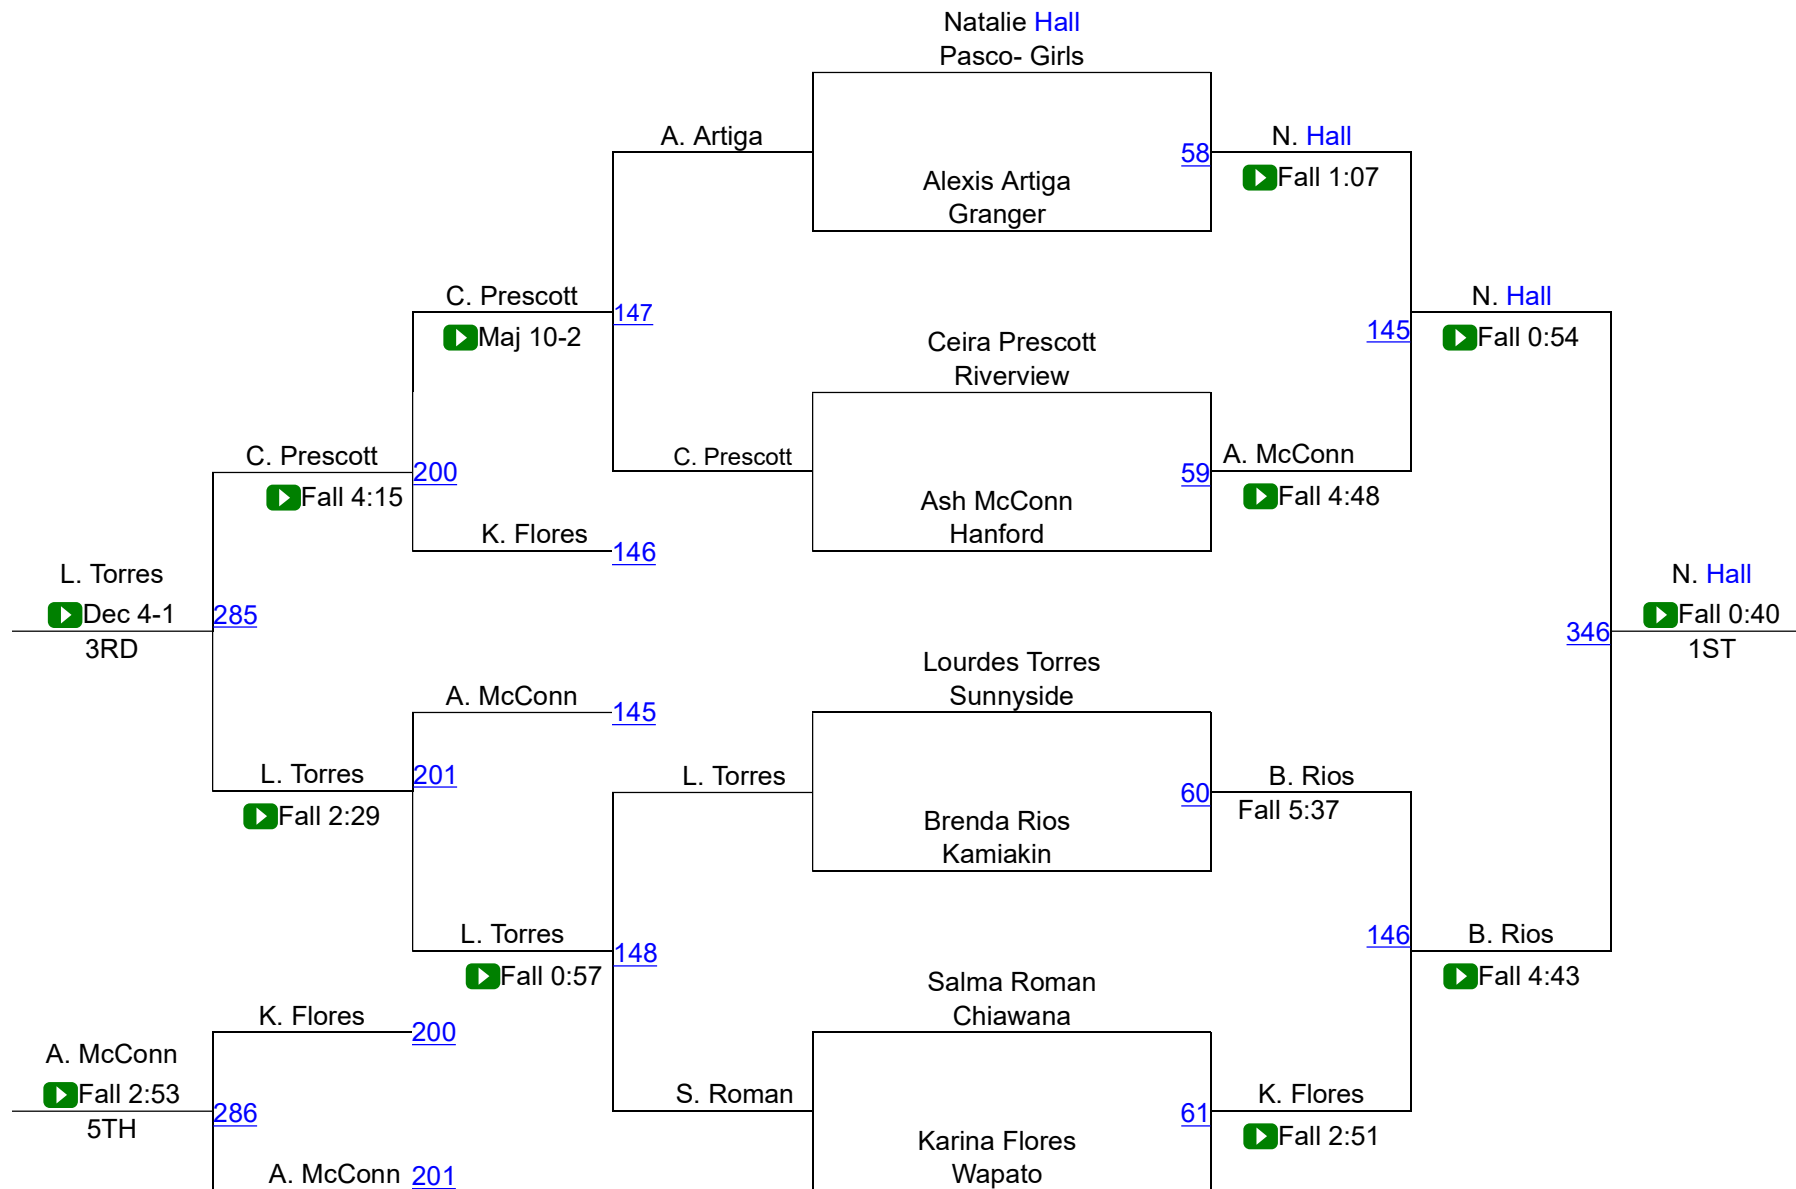 Natalie Hall
Pasco- Girls
A. Artiga
58
N. Hall
Fall 1:07
Alexis Artiga
Granger
C. Prescott
147
Maj 10-2
145
N. Hall
Fall 0:54
Ceira Prescott
Riverview
C. Prescott
200
Fall 4:15
C. Prescott
59
A. McConn
Fall 4:48
Ash McConn
Hanford
K. Flores
146
L. Torres
Dec 4-1
3RD
285
346
N. Hall
Fall 0:40
1ST
Lourdes Torres
Sunnyside
A. McConn
145
L. Torres
201
Fall 2:29
L. Torres
60
B. Rios
Fall 5:37
Brenda Rios
Kamiakin
L. Torres
148
Fall 0:57
146
B. Rios
Fall 4:43
Salma Roman
Chiawana
K. Flores
200
A. McConn
Fall 2:53
5TH
286
S. Roman
61
K. Flores
Fall 2:51
Karina Flores
Wapato
A. McConn
201